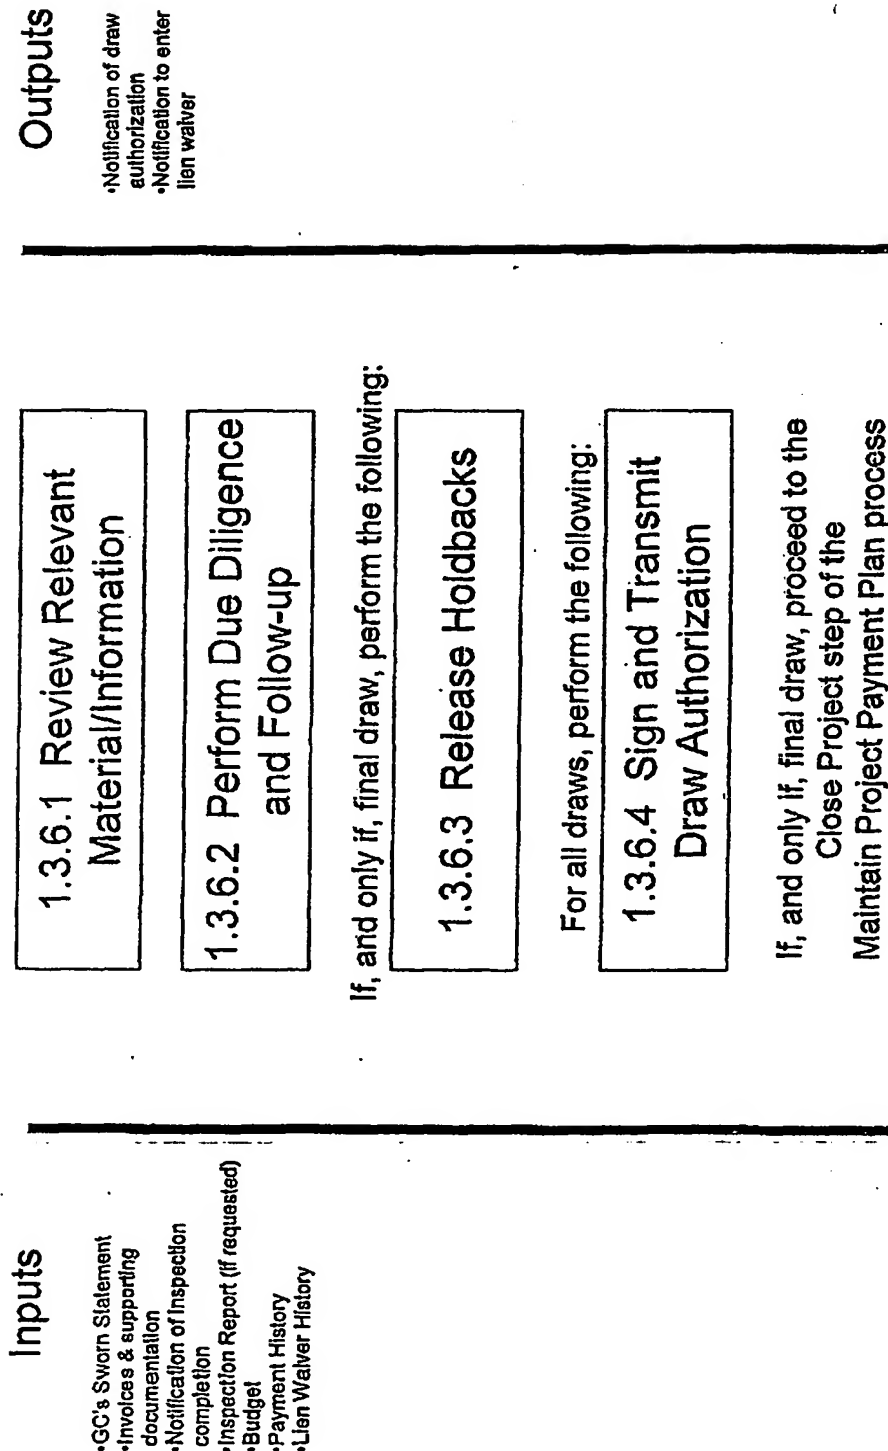 Inputs
•GC's Sworn Statement
•Invoices & supporting
documentation
•Notification of Inspection
completion
•Inspection Report (if requested)
•Budget
•Payment History
•Lien Waiver History
1.3.6.1 Review Relevant
Material/Information
1.3.6.2 Perform Due Diligence
and Follow-up
If, and only if, final draw, perform the following:
1.3.6.3 Release Holdbacks
For all draws, perform the following:
1.3.6.4 Sign and Transmit
Draw Authorization
If, and only if, final draw, proceed to the
Close Project step of the
Maintain Project Payment Plan process
Outputs
•Notification of draw
authorization
•Notification to enter
lien waiver